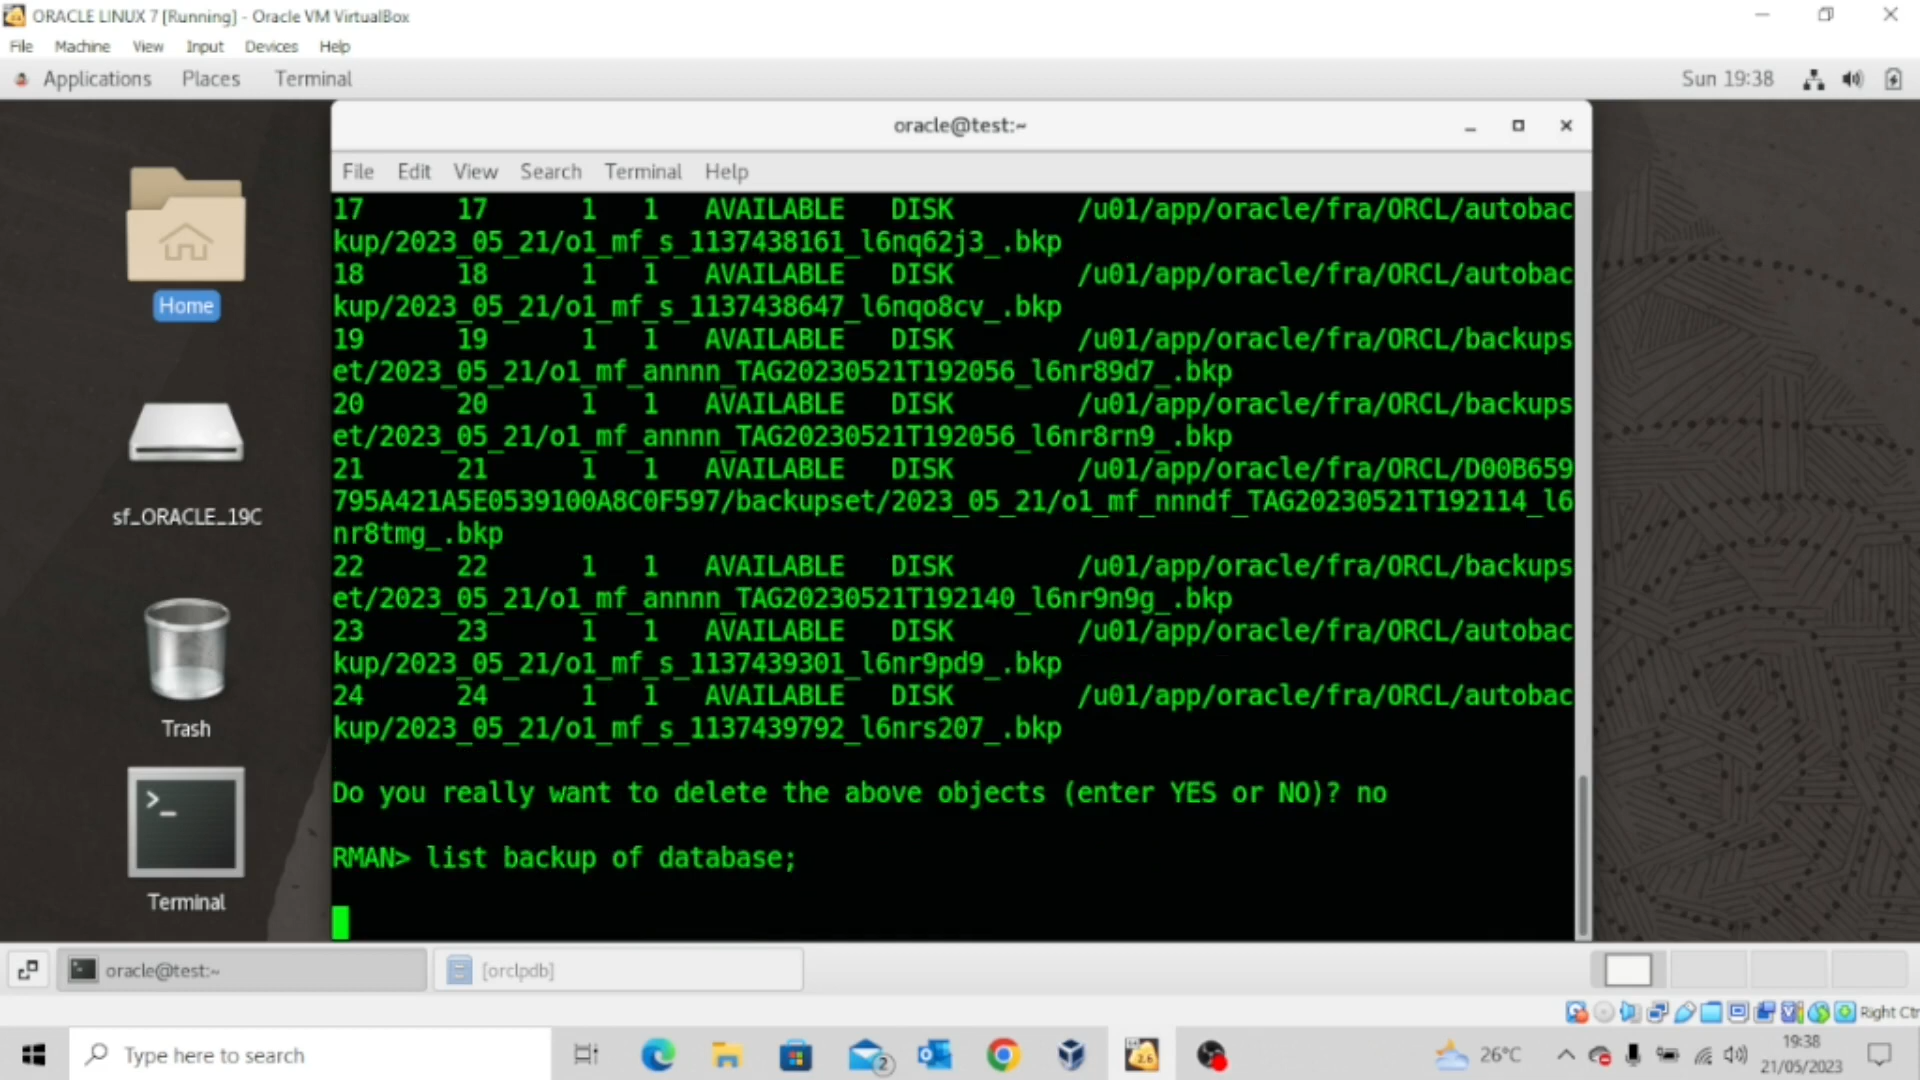 ORACLE LINUX 7 [Running] - Oracle VM VirtualBox
File Machine View Input Devices Help
Applications Places Terminal Sun 19:38
oracle@test:~
File Edit View Search Terminal Help
17 17 1 1 AVAILABLE DISK /u01/app/oracle/fra/ORCL/autobac
kup/2023_05_21/o1_mf_s_1137438161_l6nq62j3_.bkp
18 18 1 1 AVAILABLE DISK /u01/app/oracle/fra/ORCL/autobac
kup/2023_05_21/o1_mf_s_1137438647_l6nqo8cv_.bkp
19 19 1 1 AVAILABLE DISK /u01/app/oracle/fra/ORCL/backups
et/2023_05_21/o1_mf_annnn_TAG20230521T192056_l6nr89d7_.bkp
20 20 1 1 AVAILABLE DISK /u01/app/oracle/fra/ORCL/backups
et/2023_05_21/o1_mf_annnn_TAG20230521T192056_l6nr8rn9_.bkp
21 21 1 1 AVAILABLE DISK /u01/app/oracle/fra/ORCL/D00B659
795A421A5E0539100A8C0F597/backupset/2023_05_21/o1_mf_nnndf_TAG20230521T192114_l6
nr8tmg_.bkp
22 22 1 1 AVAILABLE DISK /u01/app/oracle/fra/ORCL/backups
et/2023_05_21/o1_mf_annnn_TAG20230521T192140_l6nr9n9g_.bkp
23 23 1 1 AVAILABLE DISK /u01/app/oracle/fra/ORCL/autobac
kup/2023_05_21/o1_mf_s_1137439301_l6nr9pd9_.bkp
24 24 1 1 AVAILABLE DISK /u01/app/oracle/fra/ORCL/autobac
kup/2023_05_21/o1_mf_s_1137439792_l6nrs207_.bkp
Do you really want to delete the above objects (enter YES or NO)? no
RMAN> list backup of database;
Home
sf_ORACLE_19C
Trash
Terminal
oracle@test:~ [orclpdb]
Right Ctr
Type here to search
2
2.6
26°C
19:38
21/05/2023